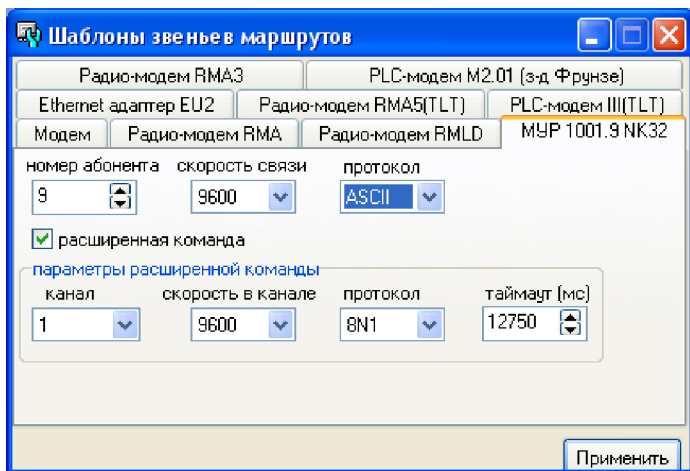 Шаблоны звеньев маршрутов
Радио-модем RMA3 PLC-модем М2.01 (з-д Фрунзе)
Ethernet адаптер EU2 Радио-модем RMA5(TLT) PLC-модем III(TLT)
Модем Радио-модем RMA Радио-модем RMLD МУР 1001.9 NK32
номер абонента скорость связи протокол
9 9600 ASCII
расширенная команда
параметры расширенной команды
канал скорость в канале протокол таймаут (мс)
1 9600 8N1 12750
Применить